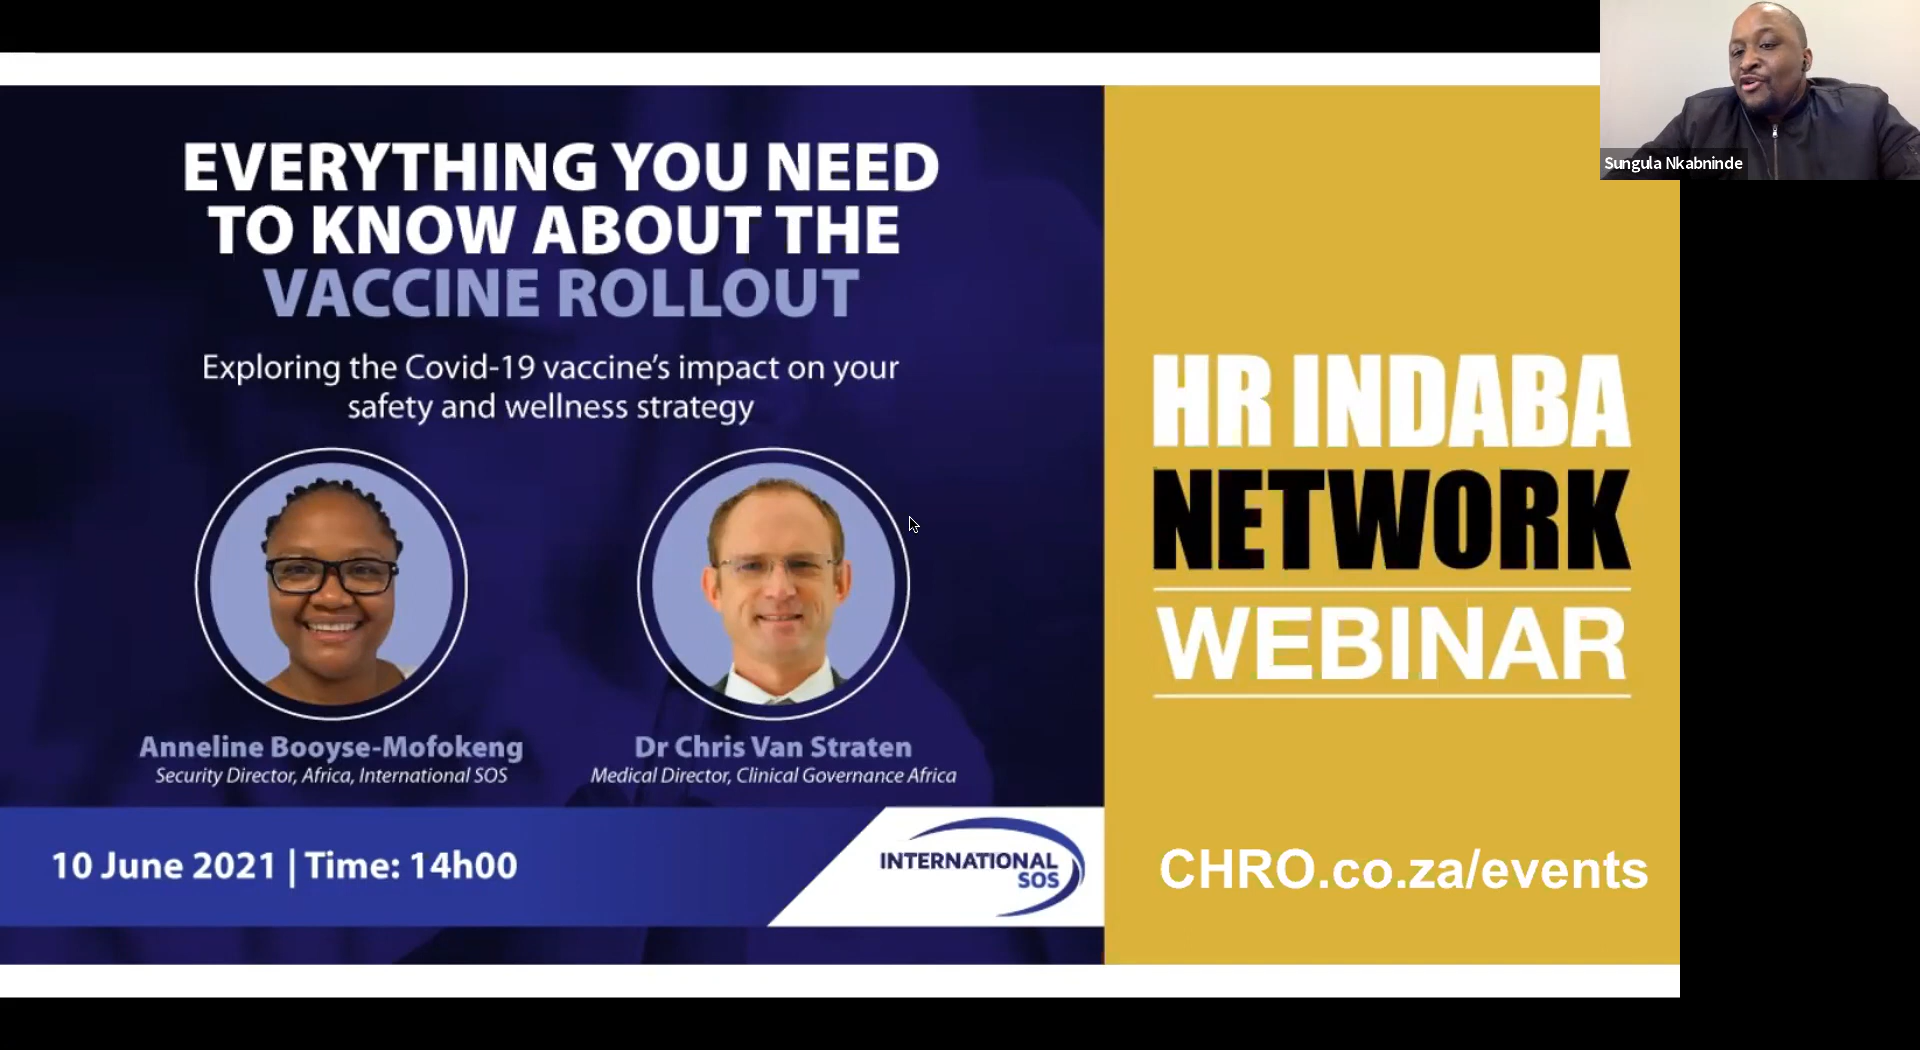 EVERYTHING YOU NEED
TO KNOW ABOUT THE
VACCINE ROLLOUT
Exploring the Covid-19 vaccine's impact on your
safety and wellness strategy
Anneline Booyse-Mofokeng
Security Director, Africa, International SOS
Dr Chris Van Straten
Medical Director, Clinical Governance Africa
10 June 2021 | Time: 14h00
INTERNATIONAL
SOS
HR INDABA
NETWORK
WEBINAR
CHRO.co.za/events
Sungula Nkabninde